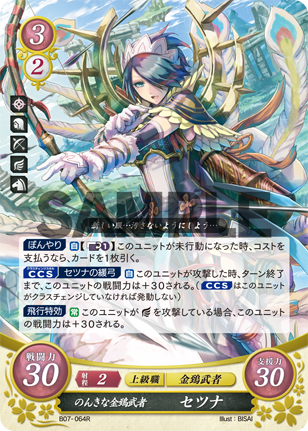 3
2
SAMPLE
新しい服…汚さないようにしよう…
ぼんやり 自 【1】このユニットが未行動になった時、コストを
支払うなら、カードを1枚引く。
CCS セツナの緩弓
自 このユニットが攻撃した時、ターン終了
まで、このユニットの戦闘力は+30される。(CCSはこのユニット
がクラスチェンジしていなければ発動しない)
飛行特効 常 このユニットが を攻撃している場合、このユニッ
トの戦闘力は+30される。
戦闘力
30
射程 2
上級職
金鵄武者
支援力
30
のんきな金鵄武者 セツナ
B07-064R
Illust:BISAI